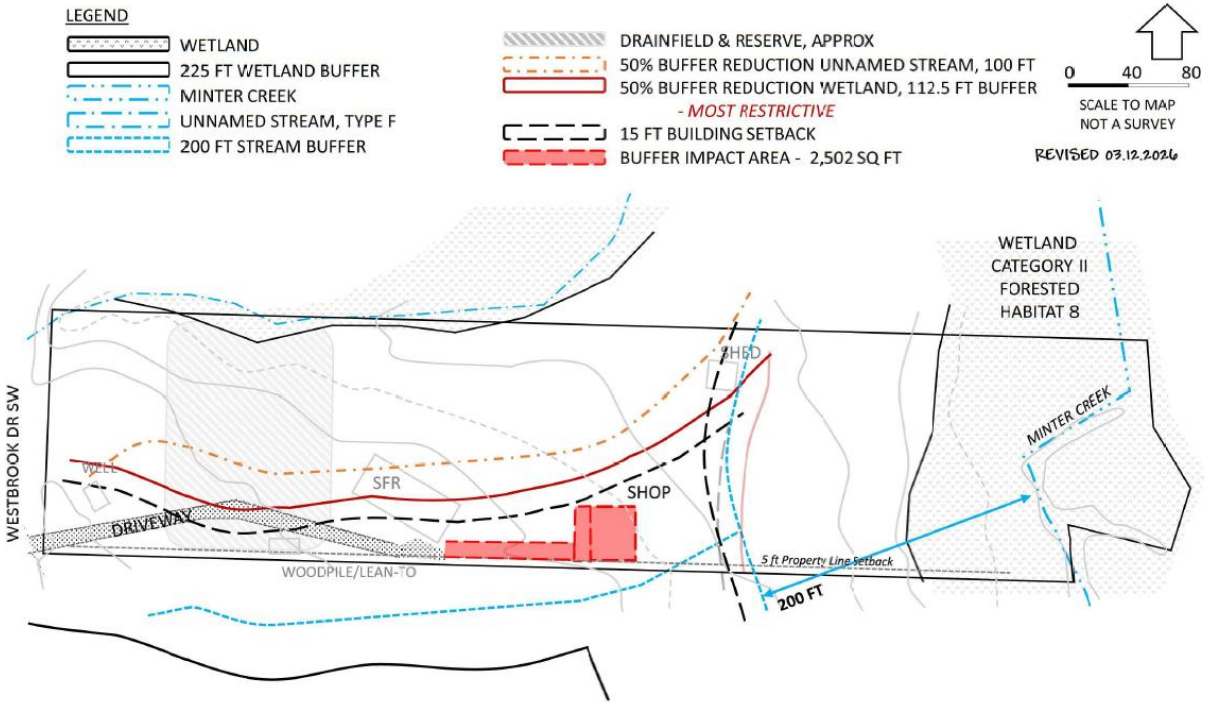 LEGEND
WETLAND
225 FT WETLAND BUFFER
MINTER CREEK
UNNAMED STREAM, TYPE F
200 FT STREAM BUFFER
DRAINFIELD & RESERVE, APPROX
50% BUFFER REDUCTION UNNAMED STREAM, 100 FT
50% BUFFER REDUCTION WETLAND, 112.5 FT BUFFER
- MOST RESTRICTIVE
15 FT BUILDING SETBACK
BUFFER IMPACT AREA - 2,502 SQ FT
0 40 80
SCALE TO MAP
NOT A SURVEY
REVISED 03.12.2026
WETLAND
CATEGORY II
FORESTED
HABITAT 8
SHED
MINTER CREEK
WESTBROOK DR SW
WELL
SFR
SHOP
DRIVEWAY
WOODPILE/LEAN-TO
5 ft Property Line Setback
200 FT